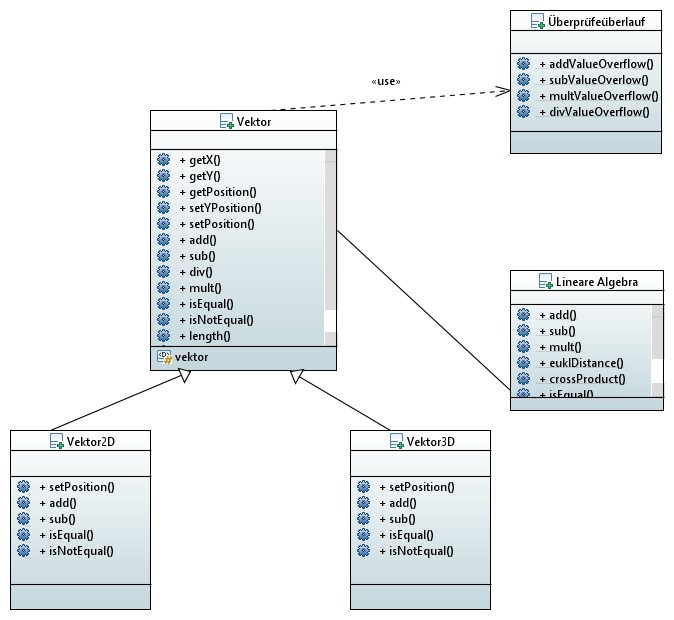 Überprüfeüberlauf
+ addValueOverflow()
+ subValueOverlow()
+ multValueOverflow()
+ divValueOverflow()
«use»
Vektor
+ getX()
+ getY()
+ getPosition()
+ setYPosition()
+ setPosition()
+ add()
+ sub()
+ div()
+ mult()
+ isEqual()
+ isNotEqual()
+ length()
vektor
Lineare Algebra
+ add()
+ sub()
+ mult()
+ euklDistance()
+ crossProduct()
+ isEqual()
Vektor2D
+ setPosition()
+ add()
+ sub()
+ isEqual()
+ isNotEqual()
Vektor3D
+ setPosition()
+ add()
+ sub()
+ isEqual()
+ isNotEqual()